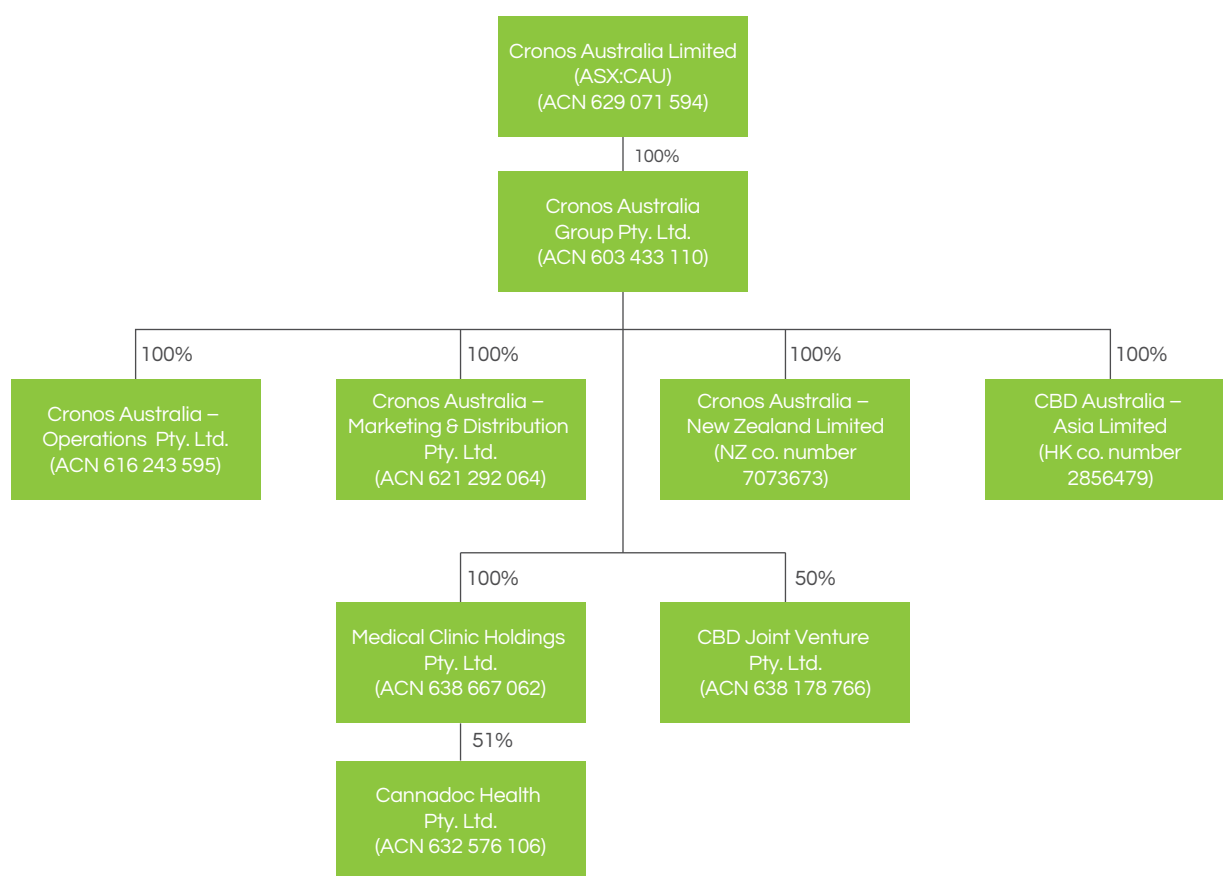 Cronos Australia Limited
(ASX:CAU)
(ACN 629 071 594)
100%
Cronos Australia
Group Pty. Ltd.
(ACN 603 433 110)
100%
100%
100%
100%
Cronos Australia –
Operations Pty. Ltd.
(ACN 616 243 595)
Cronos Australia –
Marketing & Distribution
Pty. Ltd.
(ACN 621 292 064)
Cronos Australia –
New Zealand Limited
(NZ co. number
7073673)
CBD Australia –
Asia Limited
(HK co. number
2856479)
100%
50%
Medical Clinic Holdings
Pty. Ltd.
(ACN 638 667 062)
CBD Joint Venture
Pty. Ltd.
(ACN 638 178 766)
51%
Cannadoc Health
Pty. Ltd.
(ACN 632 576 106)